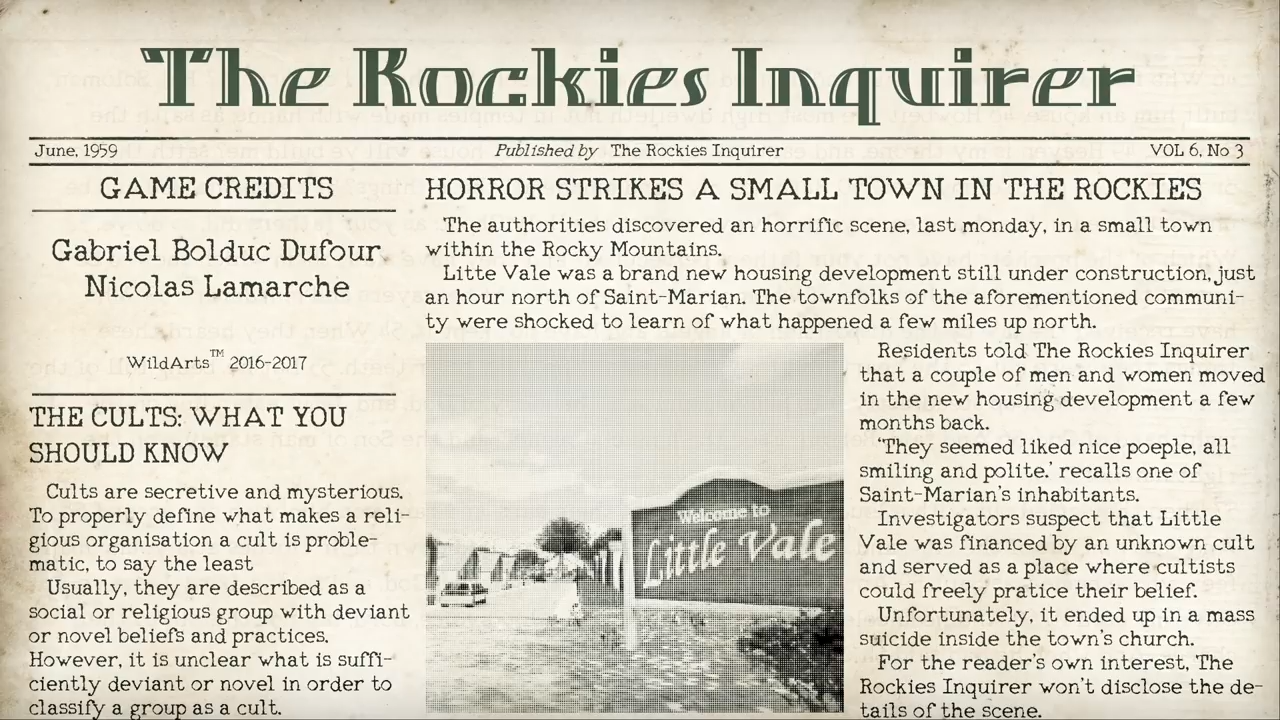 The Rockies Inquirer
June, 1959
Published by The Rockies Inquirer
VOL 6, No 3
GAME CREDITS
Gabriel Bolduc Dufour
Nicolas Lamarche
WildArts™ 2016-2017
THE CULTS: WHAT YOU
SHOULD KNOW
Cults are secretive and mysterious.
To properly define what makes a reli-
gious organisation a cult is proble-
matic, to say the least
Usually, they are described as a
social or religious group with deviant
or novel beliefs and practices.
However, it is unclear what is suffi-
ciently deviant or novel in order to
classify a group as a cult.
HORROR STRIKES A SMALL TOWN IN THE ROCKIES
The authorities discovered an horrific scene, last monday, in a small town
within the Rocky Mountains.
Litte Vale was a brand new housing development still under construction, just
an hour north of Saint-Marian. The townfolks of the aforementioned communi-
ty were shocked to learn of what happened a few miles up north.
Welcome to
Little Vale
Residents told The Rockies Inquirer
that a couple of men and women moved
in the new housing development a few
months back.
"They seemed liked nice poeple, all
smiling and polite." recalls one of
Saint-Marian's inhabitants.
Investigators suspect that Little
Vale was financed by an unknown cult
and served as a place where cultists
could freely pratice their belief.
Unfortunately, it ended up in a mass
suicide inside the town's church.
For the reader's own interest, The
Rockies Inquirer won't disclose the de-
tails of the scene.